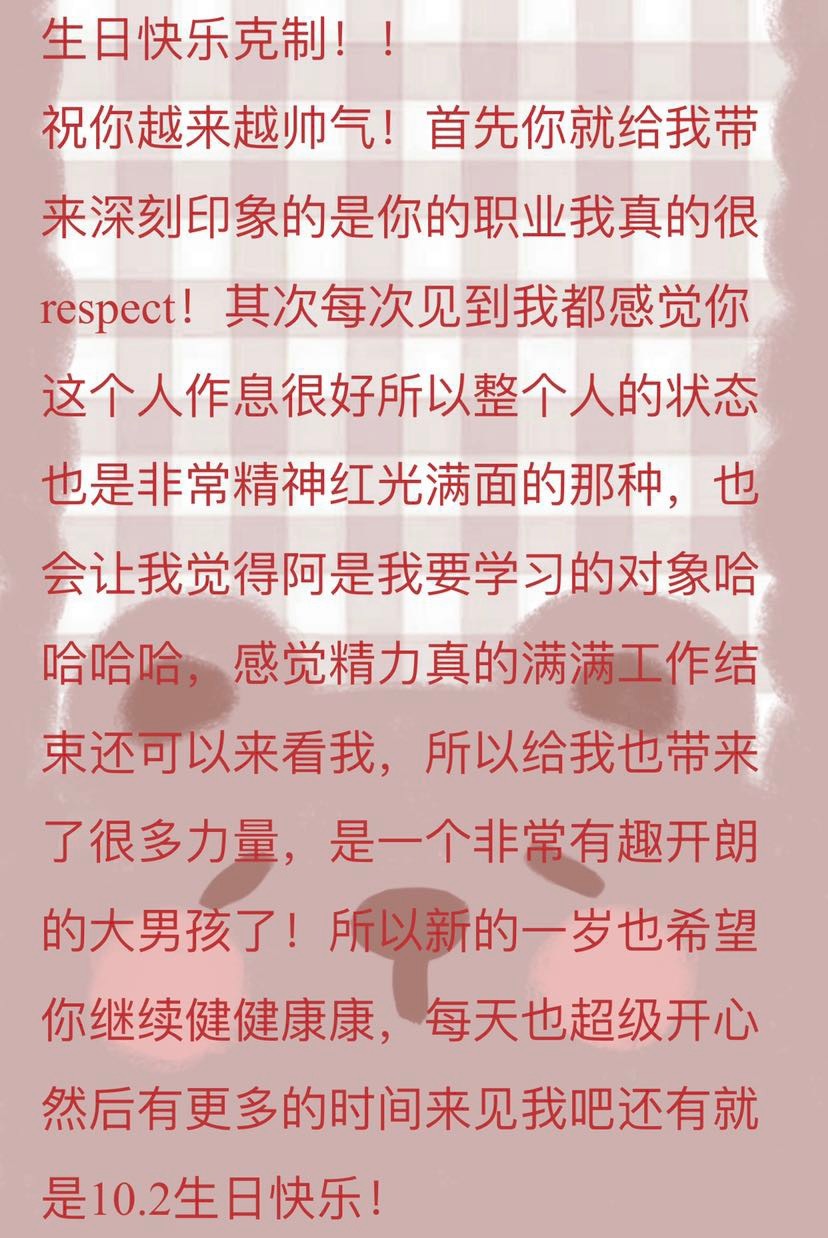 生日快乐克制！！
祝你越来越帅气！首先你就给我带
来深刻印象的是你的职业我真的很
respect！其次每次见到我都感觉你
这个人作息很好所以整个人的状态
也是非常精神红光满面的那种，也
会让我觉得阿是我要学习的对象哈
哈哈哈，感觉精力真的满满工作结
束还可以来看我，所以给我也带来
了很多力量，是一个非常有趣开朗
的大男孩了！所以新的一岁也希望
你继续健健康康，每天也超级开心
然后有更多的时间来见我吧还有就
是10.2生日快乐！